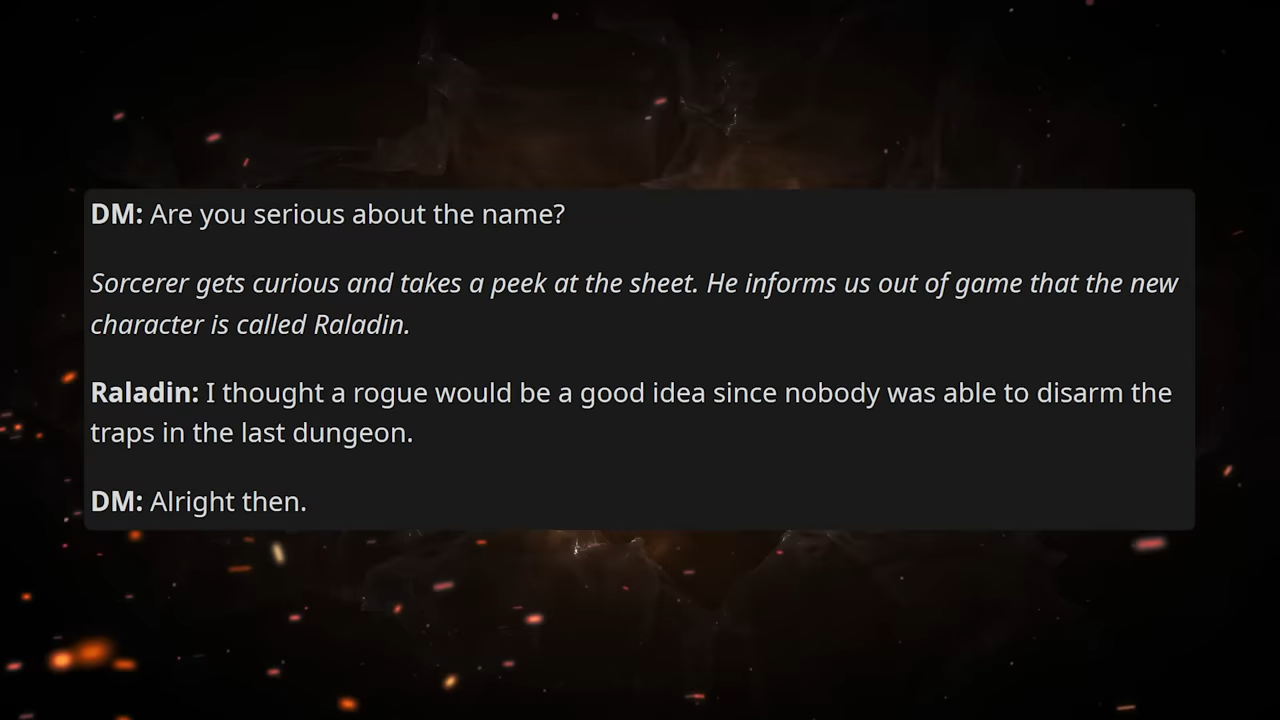 DM: Are you serious about the name?
Sorcerer gets curious and takes a peek at the sheet. He informs us out of game that the new
character is called Raladin.
Raladin: I thought a rogue would be a good idea since nobody was able to disarm the
traps in the last dungeon.
DM: Alright then.